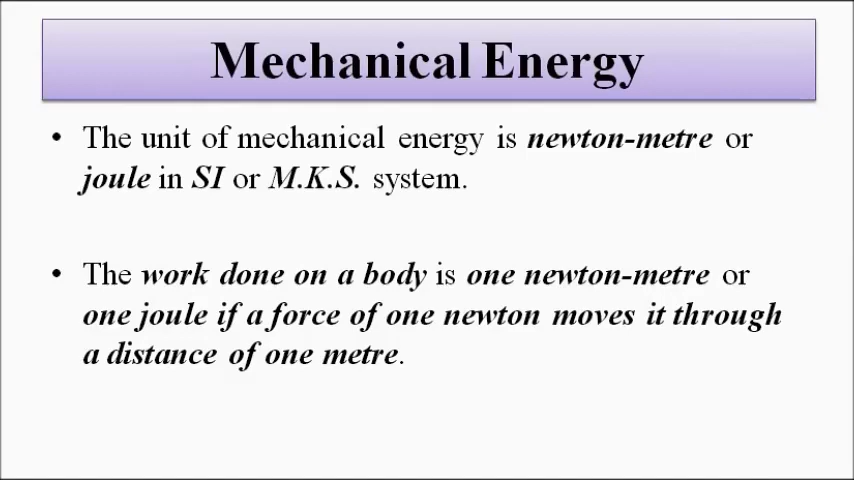 Mechanical Energy
• The unit of mechanical energy is newton-metre or
joule in SI or M.K.S. system.
• The work done on a body is one newton-metre or
one joule if a force of one newton moves it through
a distance of one metre.